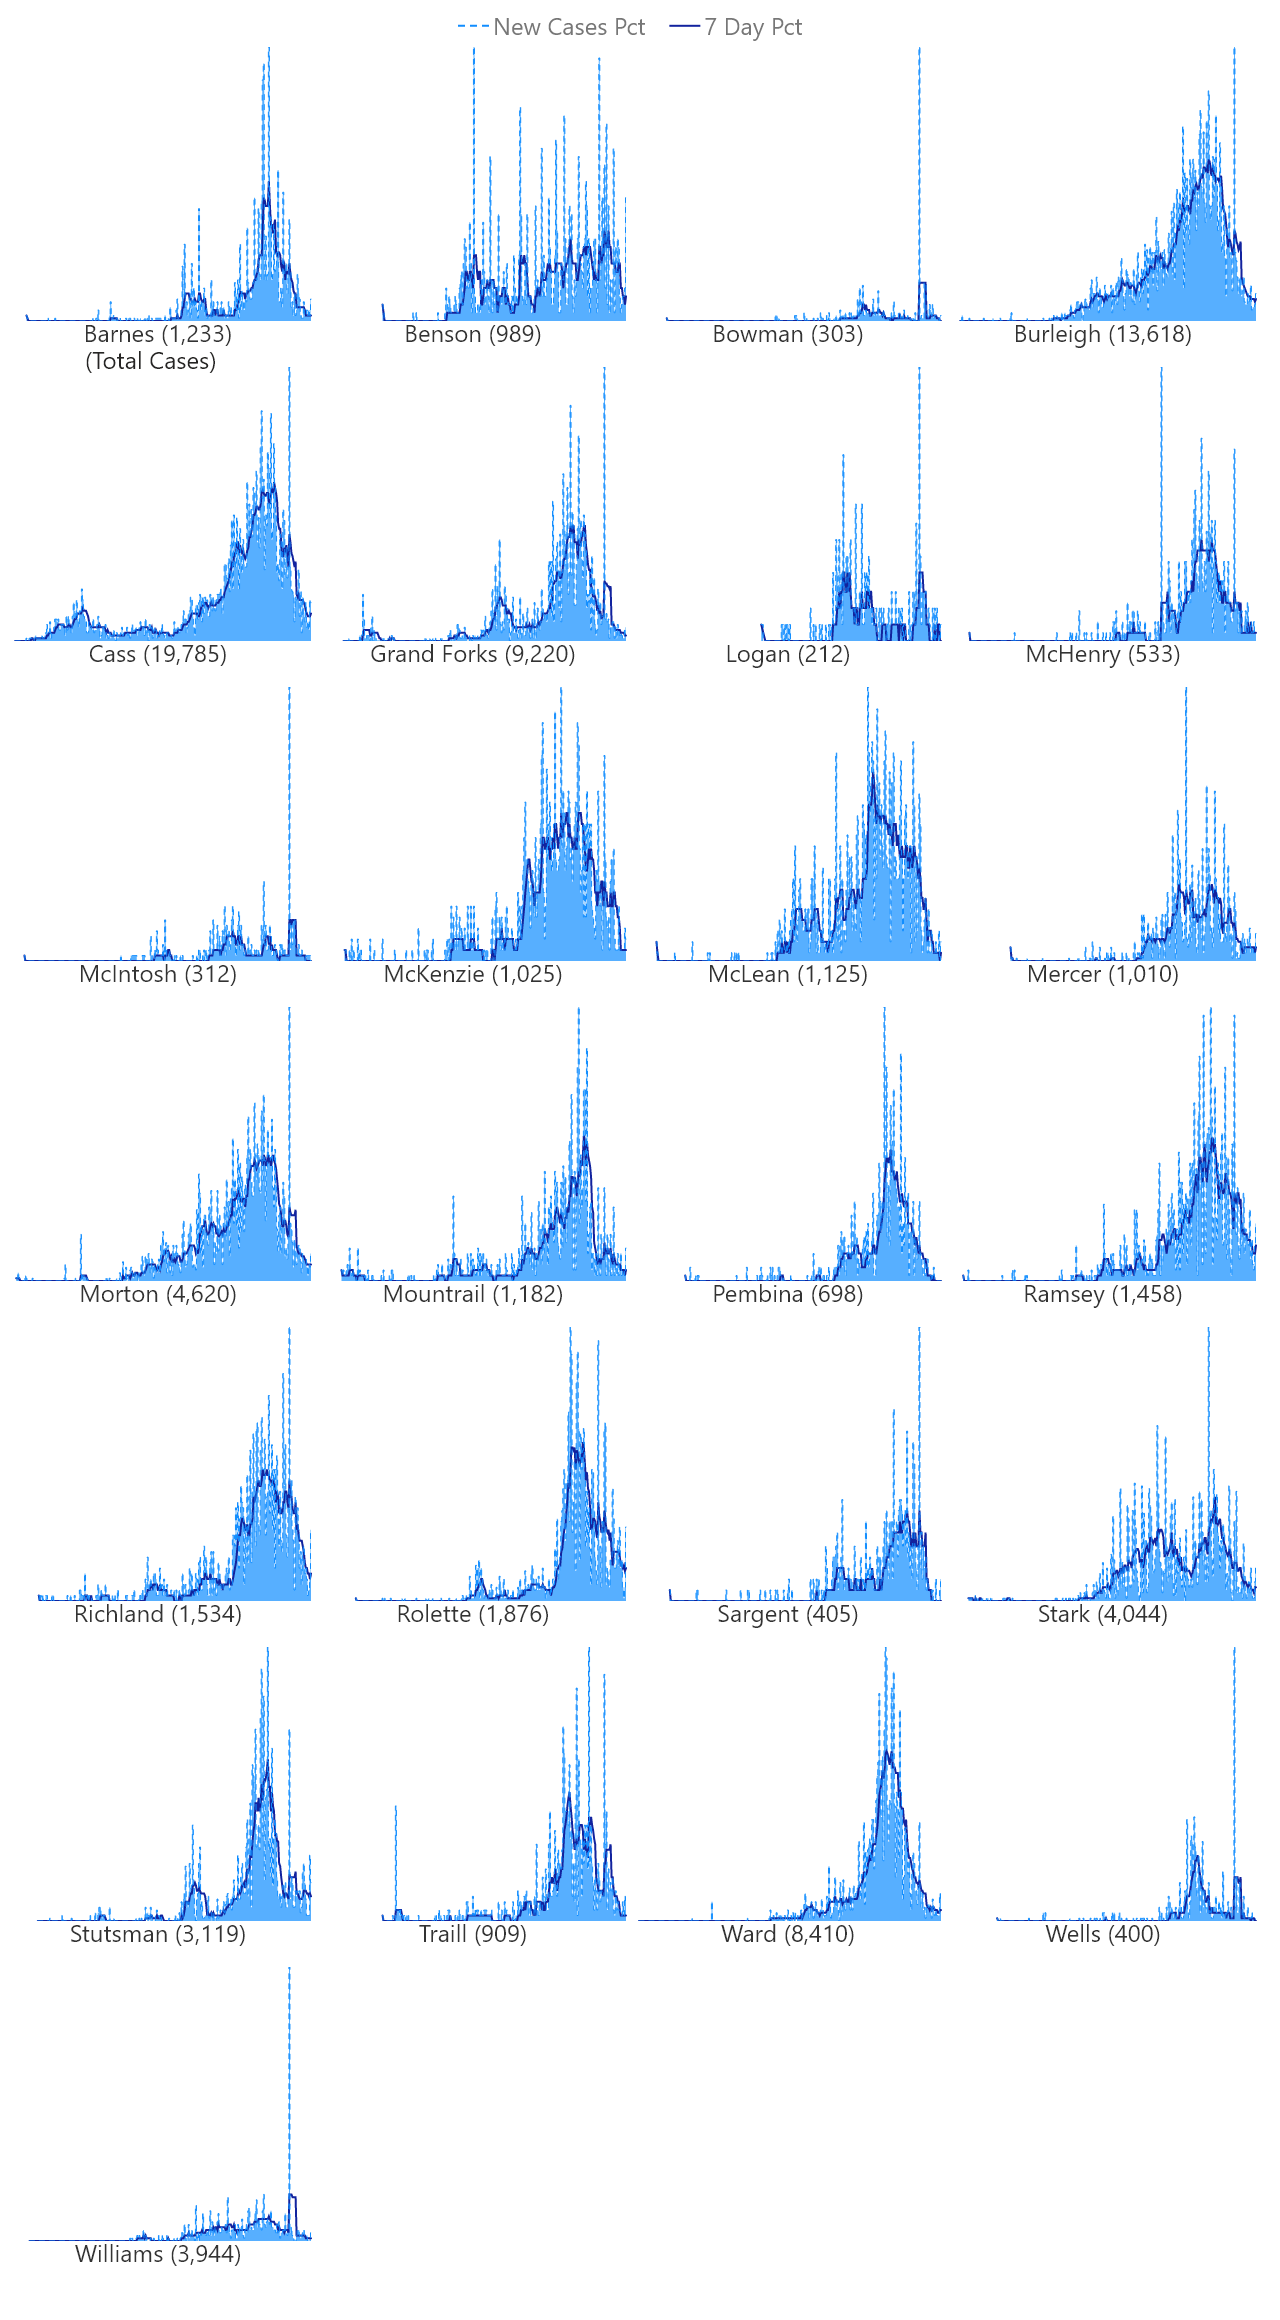 New Cases Pct 7 Day Pct
Barnes (1,233)
(Total Cases)
Benson (989)
Bowman (303)
Burleigh (13,618)
Cass (19,785)
Grand Forks (9,220)
Logan (212)
McHenry (533)
McIntosh (312)
McKenzie (1,025)
McLean (1,125)
Mercer (1,010)
Morton (4,620)
Mountrail (1,182)
Pembina (698)
Ramsey (1,458)
Richland (1,534)
Rolette (1,876)
Sargent (405)
Stark (4,044)
Stutsman (3,119)
Traill (909)
Ward (8,410)
Wells (400)
Williams (3,944)